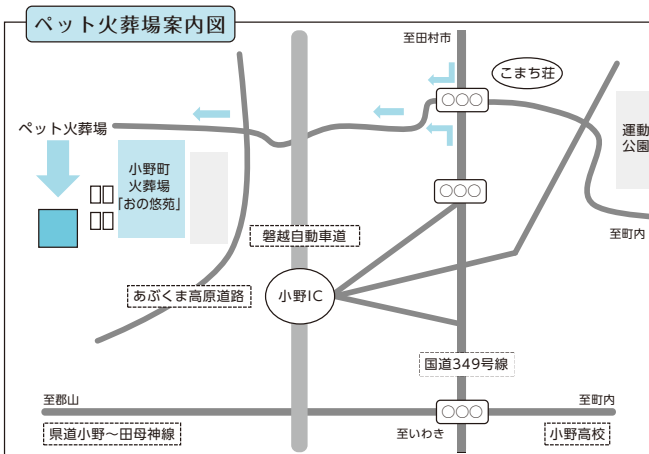 ペット火葬場案内図
至田村市
こまち荘
○○○
ペット火葬場
運動
公園
小野町
火葬場
「おの悠苑」
○○○
至町内
磐越自動車道
あぶくま高原道路
小野IC
国道349号線
至郡山
○○○
至町内
県道小野～田母神線
至いわき
小野高校